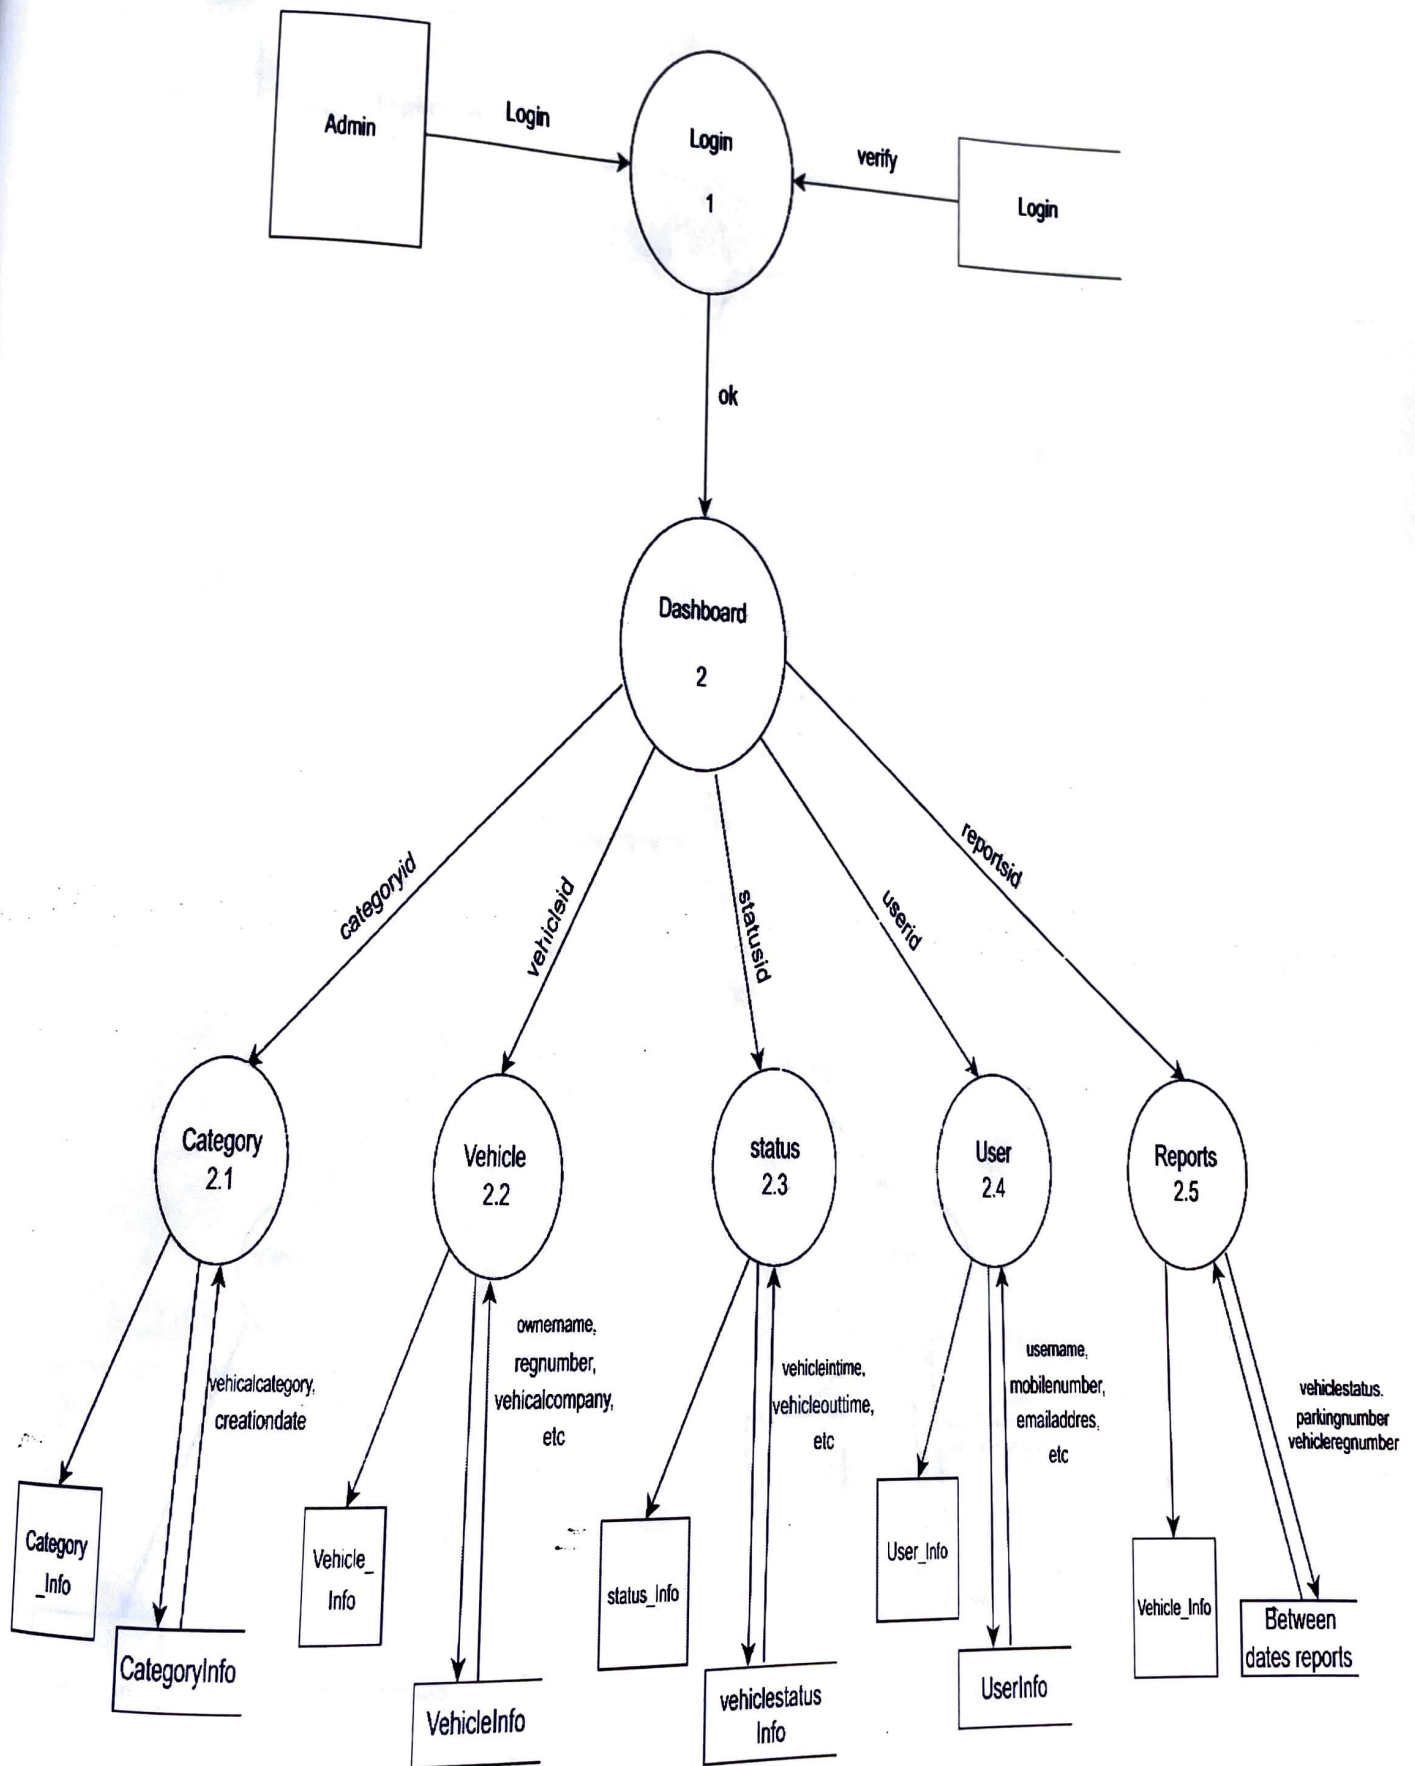 Admin
Login
Login
1
verify
Login
ok
Dashboard
2
categoryid
vehicleid
statusid
userid
reportsid
Category
2.1
Vehicle
2.2
status
2.3
User
2.4
Reports
2.5
vehicalcategory,
creationdate
ownername,
regnumber,
vehicalcompany,
etc
vehicleintime,
vehicleouttime,
etc
username,
mobilenumber,
emailaddres,
etc
vehiclestatus.
parkingnumber
vehicleregnumber
Category
_Info
CategoryInfo
Vehicle_
Info
VehicleInfo
status_Info
vehiclestatus
Info
User_Info
UserInfo
Vehicle_Info
Between
dates reports